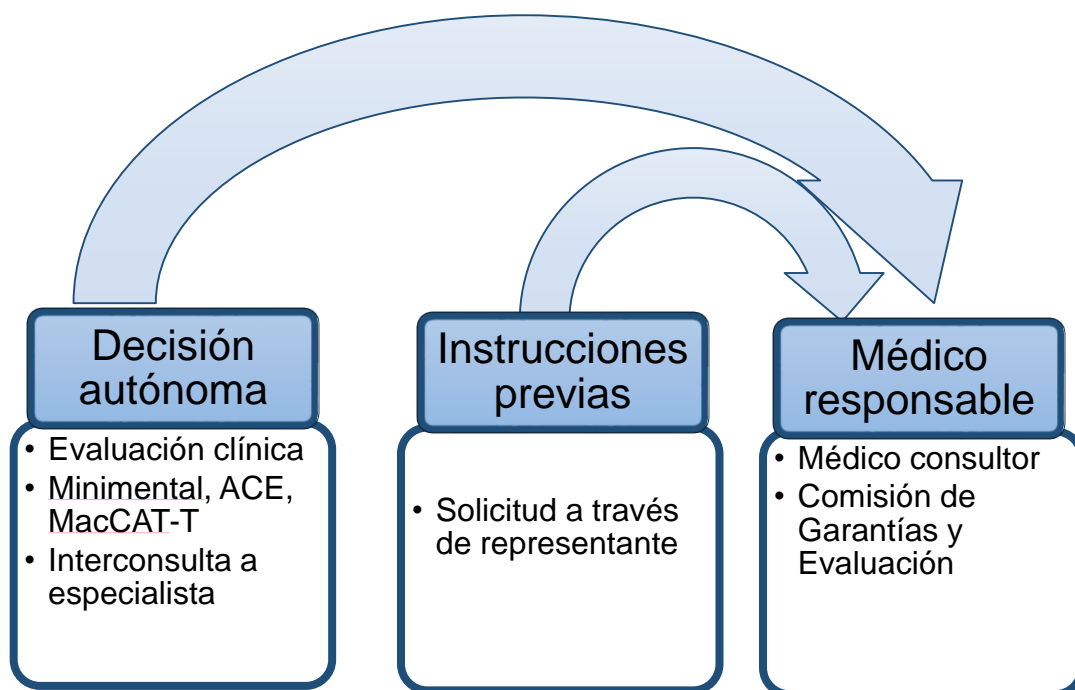 Decisión
autónoma
• Evaluación clínica
• Minimental, ACE,
MacCAT-T
• Interconsulta a
especialista
Instrucciones
previas
• Solicitud a través
de representante
Médico
responsable
• Médico consultor
• Comisión de
Garantías y
Evaluación